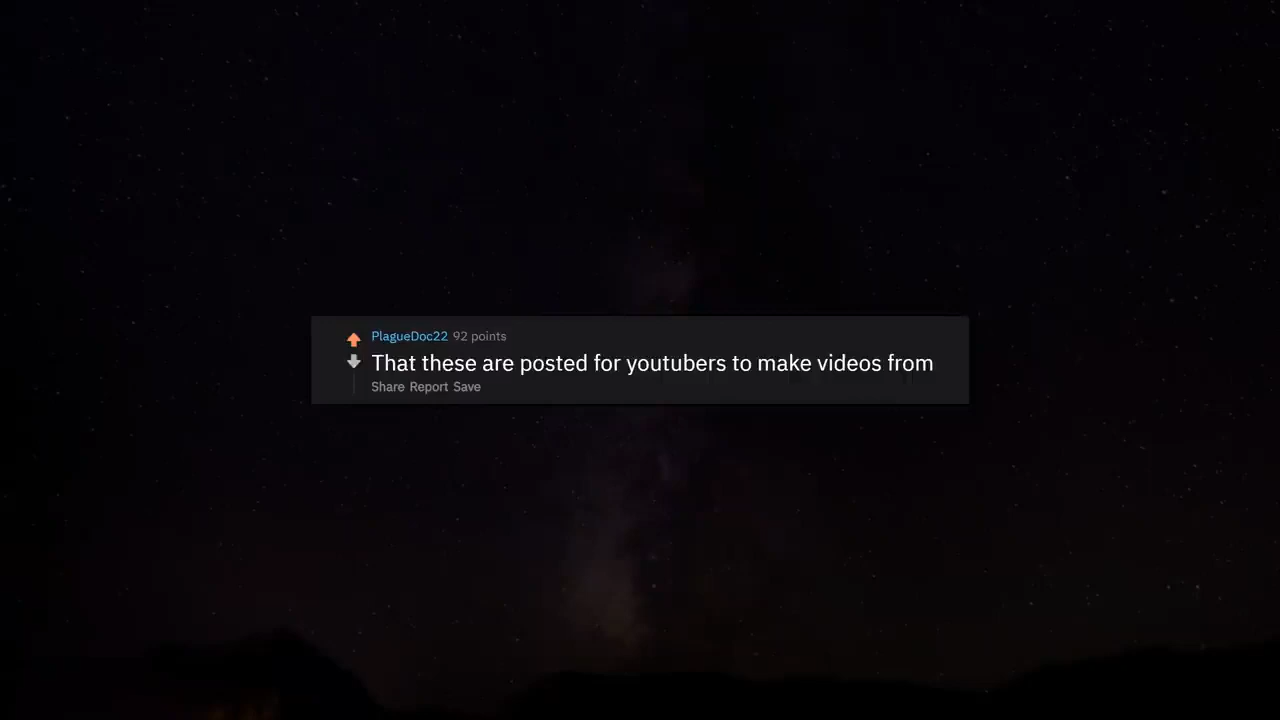 PlagueDoc22 92 points
That these are posted for youtubers to make videos from
Share Report Save